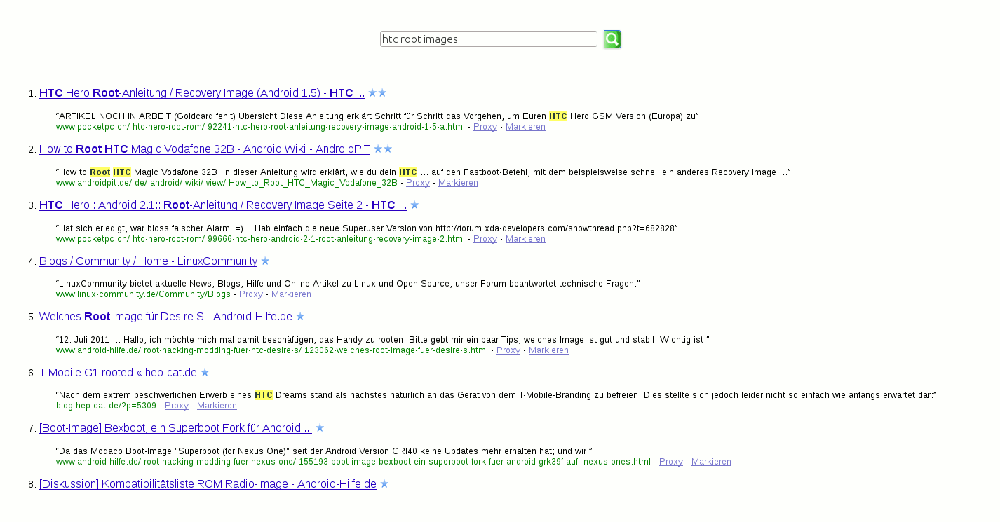 htc root images
1. HTC Hero Root-Anleitung / Recovery Image (Android 1.5) - HTC ...
"ARTIKEL NOCH IN ARBEIT (Goldcard fehlt) Übersicht Diese Anleitung erklärt Schritt für Schritt das Vorgehen, um Euren HTC Hero GSM Version (Europa) zu"
www.pocketpc.ch/ htc-hero-root-rom/ 92241-htc-hero-root-anleitung-recovery-image-android-1-5-a.html - Proxy - Markieren
2. How to Root HTC Magic Vodafone 32B - Android Wiki - AndroidPIT
"How to Root HTC Magic Vodafone 32B. In dieser Anleitung wird erklärt, wie du dein HTC ... auf den Fastboot-Befehl, mit dem beispielsweise schnell ein anderes Recovery Image ..."
www.androidpit.de/ de/ android/ wiki/ view/ How_to_Root_HTC_Magic_Vodafone_32B - Proxy - Markieren
3. HTC Hero :: Android 2.1:: Root-Anleitung / Recovery Image Seite 2 - HTC ...
"Hat sich erledigt, war bloss falscher Alarm. =) ... Hab einfach die neue Superuser Version von http://forum.xda-developers.com/showthread.php?t=682828"
www.pocketpc.ch/ htc-hero-root-rom/ 99666-htc-hero-android-2-1-root-anleitung-recovery-image-2.html - Proxy - Markieren
4. Blogs / Community / Home - LinuxCommunity
"LinuxCommunity bietet aktuelle News, Blogs, Hilfe und Online-Artikel zu Linux und Open Source, unser Forum beantwortet technische Fragen."
www.linux-community.de/Community/Blogs - Proxy - Markieren
5. Welches Root Image für Desire S - Android-Hilfe.de
"12. Juli 2011 ... Hallo, ich möchte mich mal damit beschäftigen, das Handy zu rooten. Bitte gebt mir ein paar Tips, welches Image ist gut und stabil. Wichtig ist "
www.android-hilfe.de/ root-hacking-modding-fuer-htc-desire-s/ 123362-welches-root-image-fuer-desire-s.html - Proxy - Markieren
6. T-Mobile G1 rooted « hep-cat.de
"Nach dem extrem beschwerlichen Erwerb eines HTC Dreams stand als nächstes natürlich an das Gerät von dem T-Mobile-Branding zu befreien. Dies stellte sich jedoch leider nicht so einfach wie anfangs erwartet dar:"
blog.hep-cat.de/?p=5309 - Proxy - Markieren
7. [Boot-Image] Bexboot, ein Superboot Fork für Android ...
"Da das Modaco Boot-Image "Superboot (for Nexus One)" seit der Android Version GRI40 keine Updates mehr erhalten hat; und wir "
www.android-hilfe.de/ root-hacking-modding-fuer-nexus-one/ 155193-boot-image-bexboot-ein-superboot-fork-fuer-android-grk39f-auf-nexus-ones.html - Proxy - Markieren
8. [Diskussion] Kompatibilitätsliste ROM Radio-Image - Android-Hilfe.de